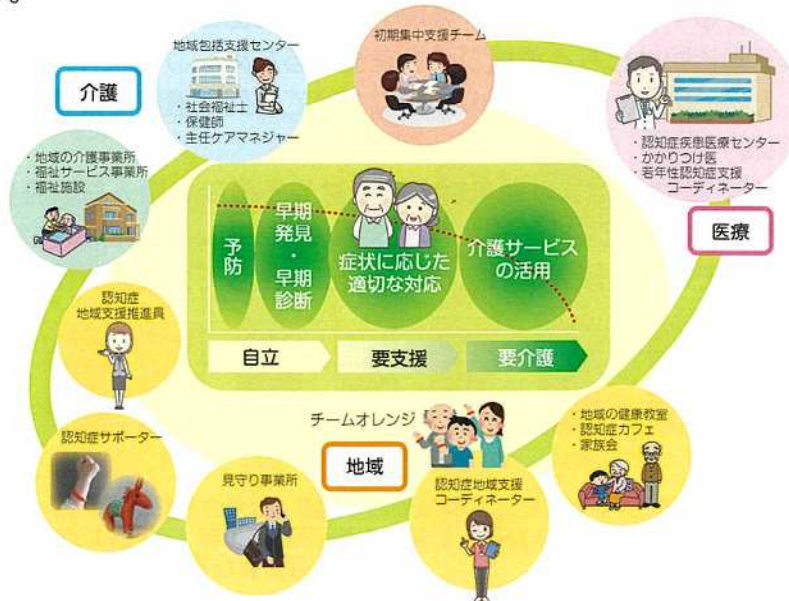 地域包括支援センター
・社会福祉士
・保健師
・主任ケアマネジャー
初期集中支援チーム
介護
・認知症疾患医療センター
・かかりつけ医
・若年性認知症支援
コーディネーター
医療
・地域の介護事業所
・福祉サービス事業所
・福祉施設
予防
早期発見・早期診断
症状に応じた
適切な対応
介護サービス
の活用
自立
要支援
要介護
認知症
地域支援推進員
チームオレンジ
地域
・地域の健康教室
・認知症カフェ
・家族会
認知症サポーター
見守り事業所
認知症地域支援
コーディネーター